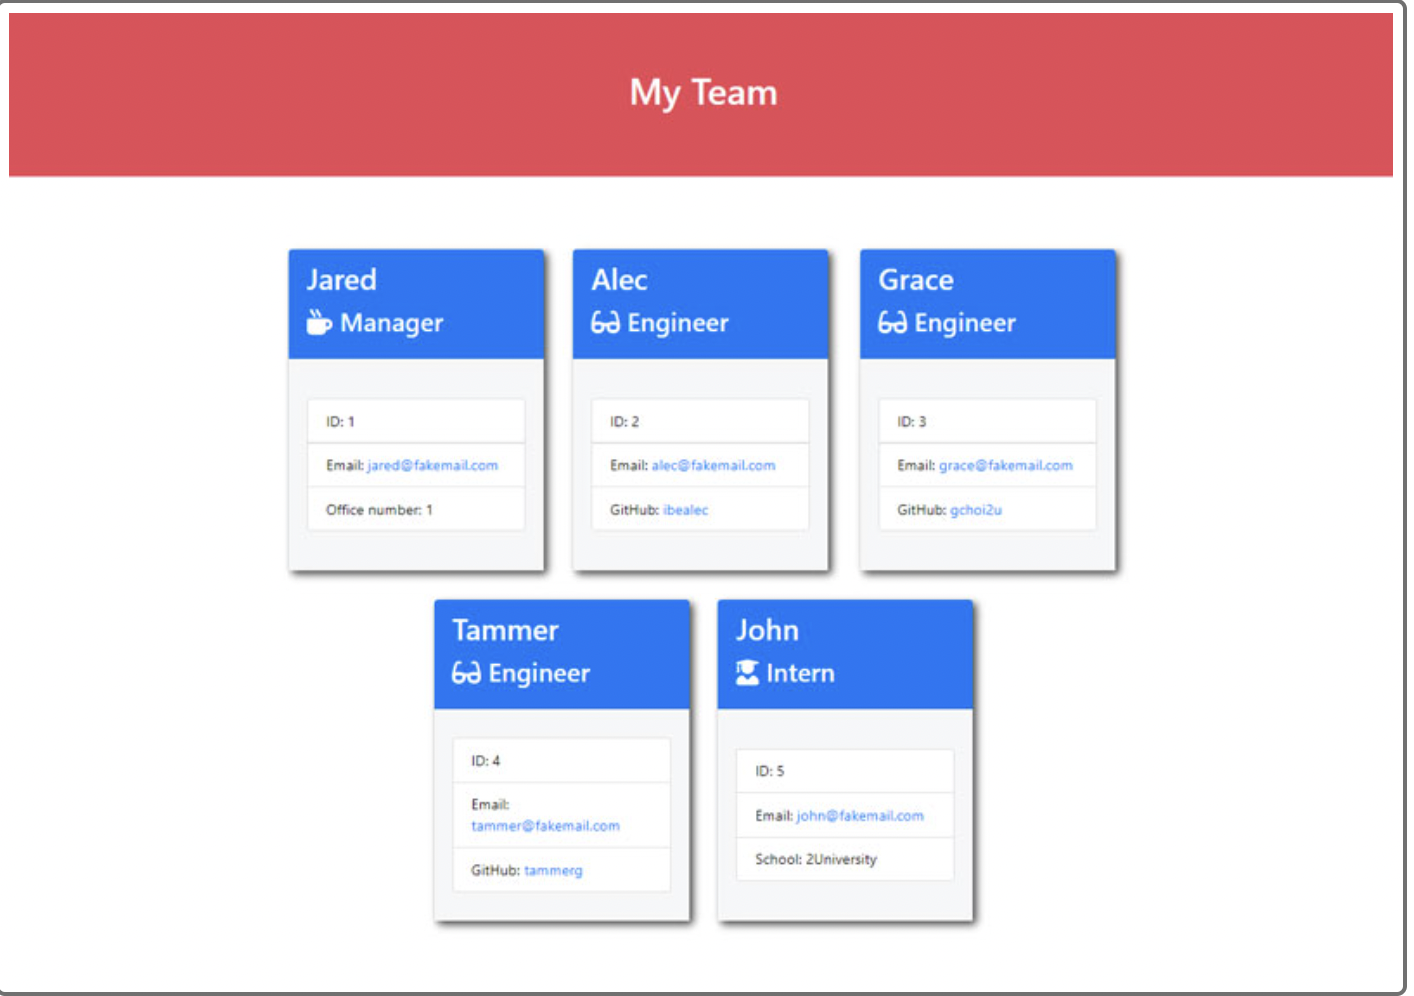 My Team
Jared
Manager
ID: 1
Email: jared@fakemail.com
Office number: 1
Alec
Engineer
ID: 2
Email: alec@fakemail.com
GitHub: ibealec
Grace
Engineer
ID: 3
Email: grace@fakemail.com
GitHub: gchoi2u
Tammer
Engineer
ID: 4
Email:
tammer@fakemail.com
GitHub: tammerg
John
Intern
ID: 5
Email: john@fakemail.com
School: 2University